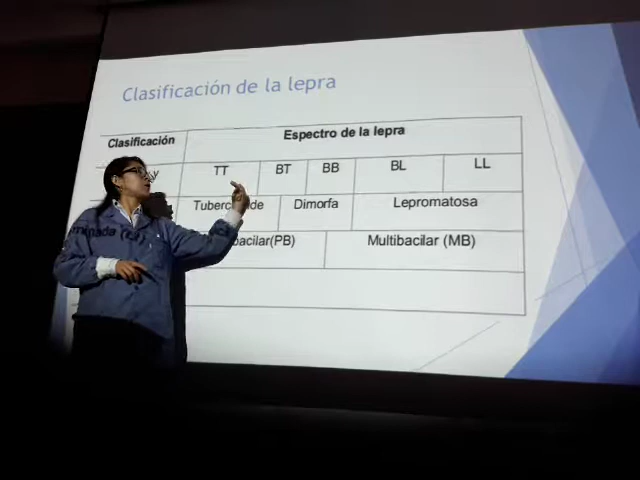 Clasificación de la lepra
Clasificación Espectro de la lepra
y TT BT BB BL LL
Dimorfa Lepromatosa
bacilar(PB) Multibacilar (MB)